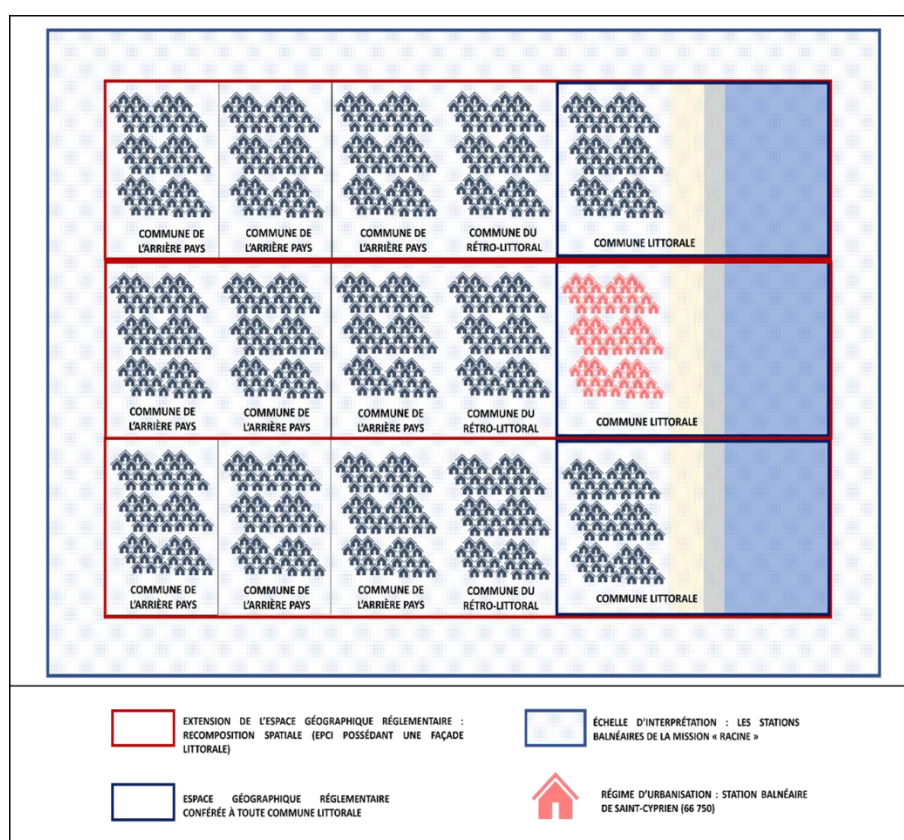 COMMUNE DE
L'ARRIÈRE PAYS
COMMUNE DE
L'ARRIÈRE PAYS
COMMUNE DE
L'ARRIÈRE PAYS
COMMUNE DU
RÉTRO-LITTORAL
COMMUNE LITTORALE
COMMUNE DE
L'ARRIÈRE PAYS
COMMUNE DE
L'ARRIÈRE PAYS
COMMUNE DE
L'ARRIÈRE PAYS
COMMUNE DU
RÉTRO-LITTORAL
COMMUNE LITTORALE
COMMUNE DE
L'ARRIÈRE PAYS
COMMUNE DE
L'ARRIÈRE PAYS
COMMUNE DE
L'ARRIÈRE PAYS
COMMUNE DU
RÉTRO-LITTORAL
COMMUNE LITTORALE
EXTENSION DE L'ESPACE GÉOGRAPHIQUE RÉGLEMENTAIRE :
RECOMPOSITION SPATIALE (EPCI POSSÉDANT UNE FAÇADE
LITTORALE)
ÉCHELLE D'INTERPRÉTATION : LES STATIONS
BALNÉAIRES DE LA MISSION « RACINE »
ESPACE GÉOGRAPHIQUE RÉGLEMENTAIRE
CONFÉRÉE À TOUTE COMMUNE LITTORALE
RÉGIME D'URBANISATION : STATION BALNÉAIRE
DE SAINT-CYPRIEN (66 750)